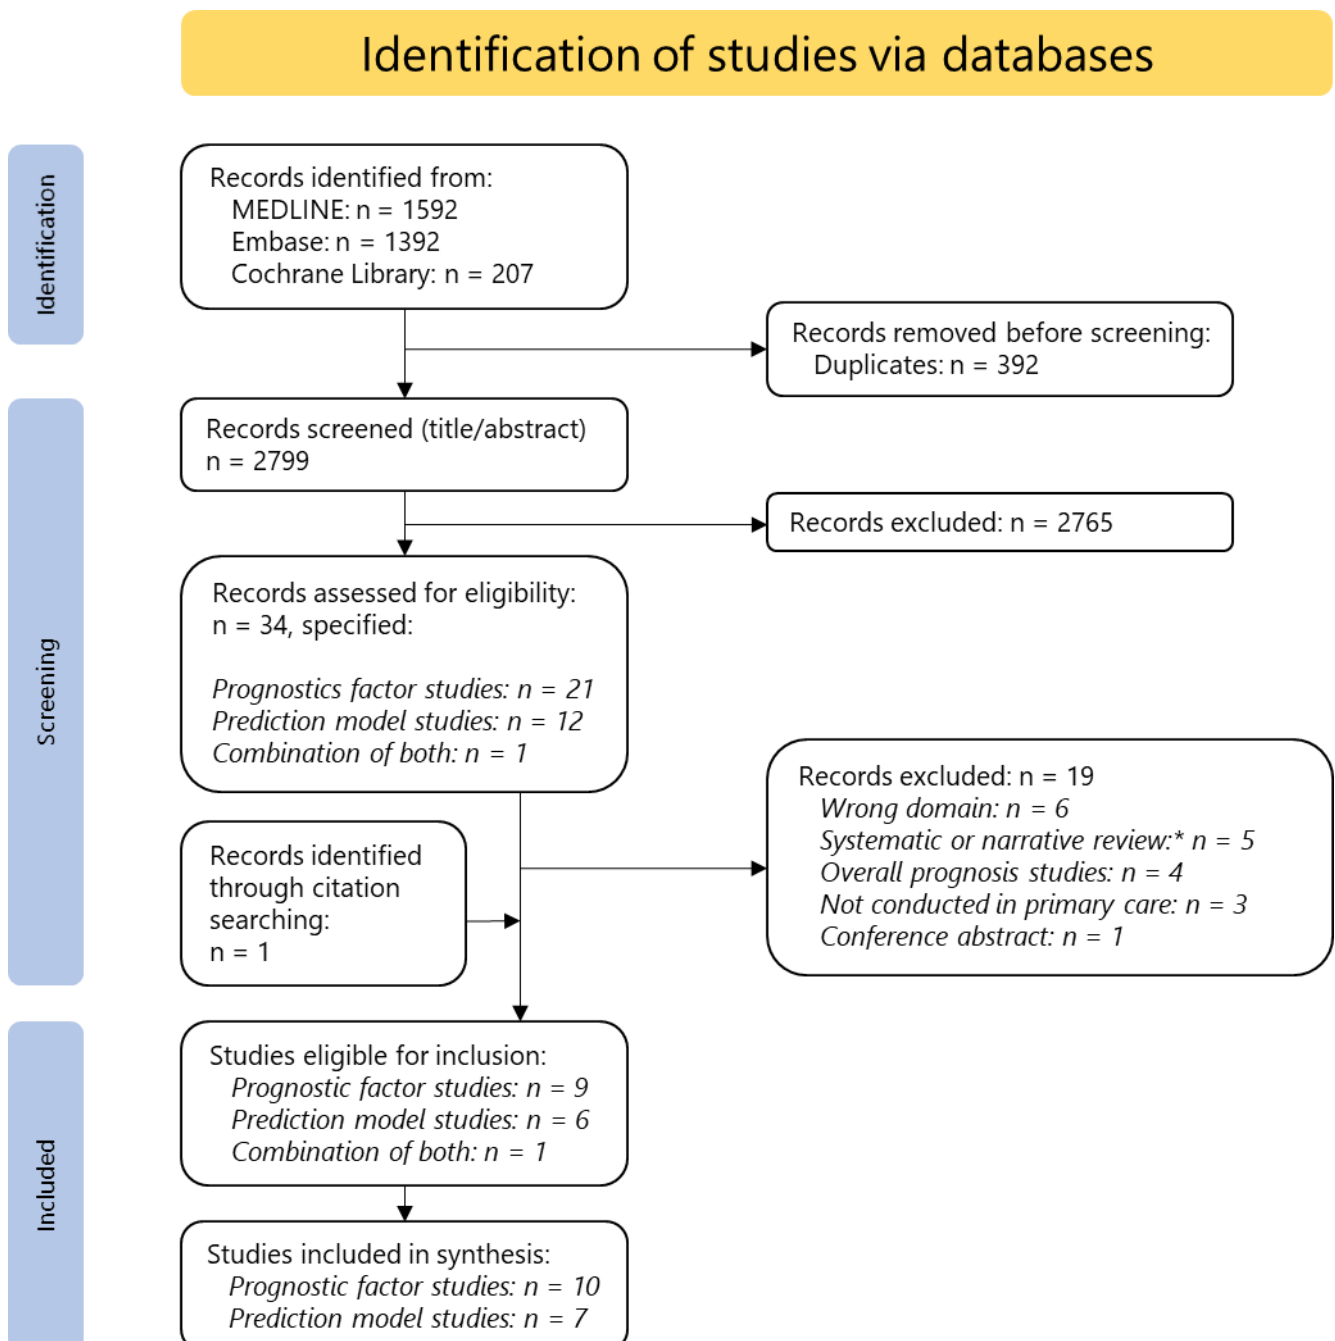 Identification of studies via databases
Identification
Records identified from:
MEDLINE: n = 1592
Embase: n = 1392
Cochrane Library: n = 207
Records removed before screening:
Duplicates: n = 392
Screening
Records screened (title/abstract)
n = 2799
Records excluded: n = 2765
Records assessed for eligibility:
n = 34, specified:
Prognostics factor studies: n = 21
Prediction model studies: n = 12
Combination of both: n = 1
Records excluded: n = 19
Wrong domain: n = 6
Systematic or narrative review:* n = 5
Overall prognosis studies: n = 4
Not conducted in primary care: n = 3
Conference abstract: n = 1
Records identified
through citation
searching:
n = 1
Included
Studies eligible for inclusion:
Prognostic factor studies: n = 9
Prediction model studies: n = 6
Combination of both: n = 1
Studies included in synthesis:
Prognostic factor studies: n = 10
Prediction model studies: n = 7